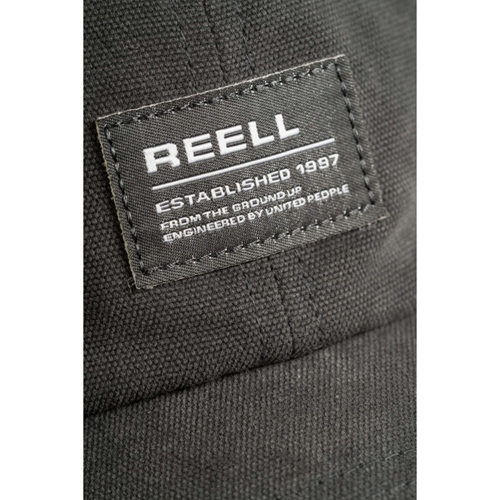 REELL
ESTABLISHED 1997
FROM THE GROUND UP
ENGINEERED BY UNITED PEOPLE